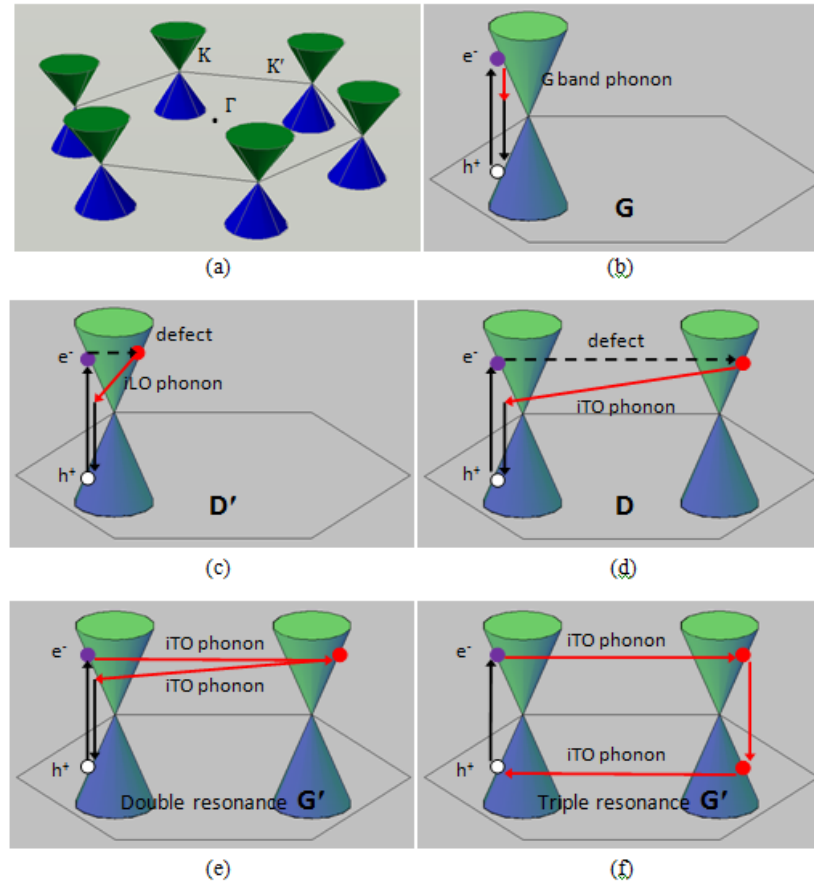 K
K′
Γ
(a)
e-
G band phonon
h+
G
(b)
defect
e-
iLO phonon
h+
D′
(c)
defect
e-
iTO phonon
h+
D
(d)
iTO phonon
e-
iTO phonon
h+
Double resonance G′
(e)
iTO phonon
e-
iTO phonon
h+
Triple resonance G′
(f)